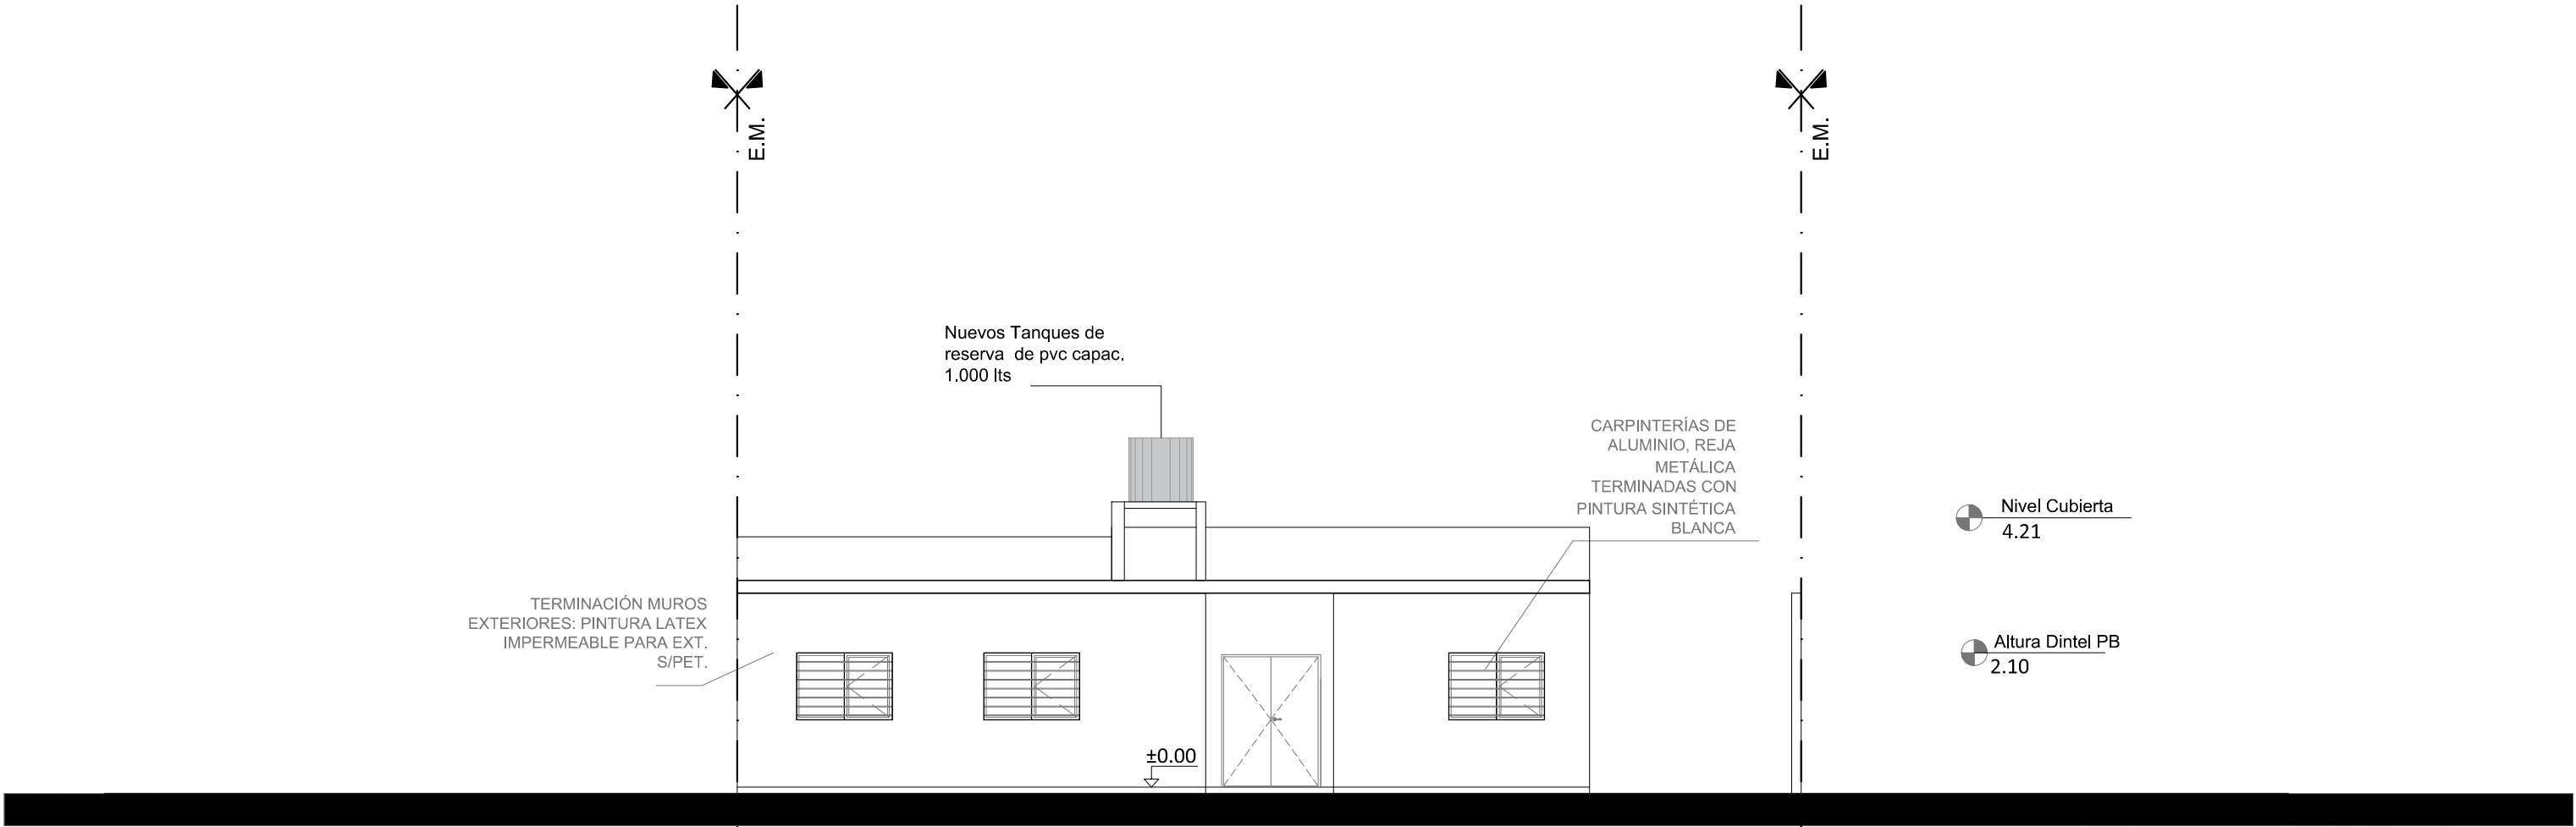 E.M.
E.M.
Nuevos Tanques de
reserva de pvc capac.
1.000 lts
CARPINTERÍAS DE
ALUMINIO, REJA
METÁLICA
TERMINADAS CON
PINTURA SINTÉTICA
BLANCA
Nivel Cubierta
4.21
TERMINACIÓN MUROS
EXTERIORES: PINTURA LATEX
IMPERMEABLE PARA EXT.
S/PET.
Altura Dintel PB
2.10
±0.00